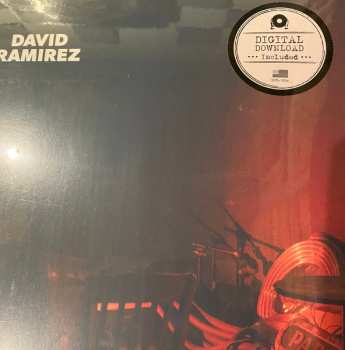 DAVID
RAMIREZ
DIGITAL
DOWNLOAD
Included